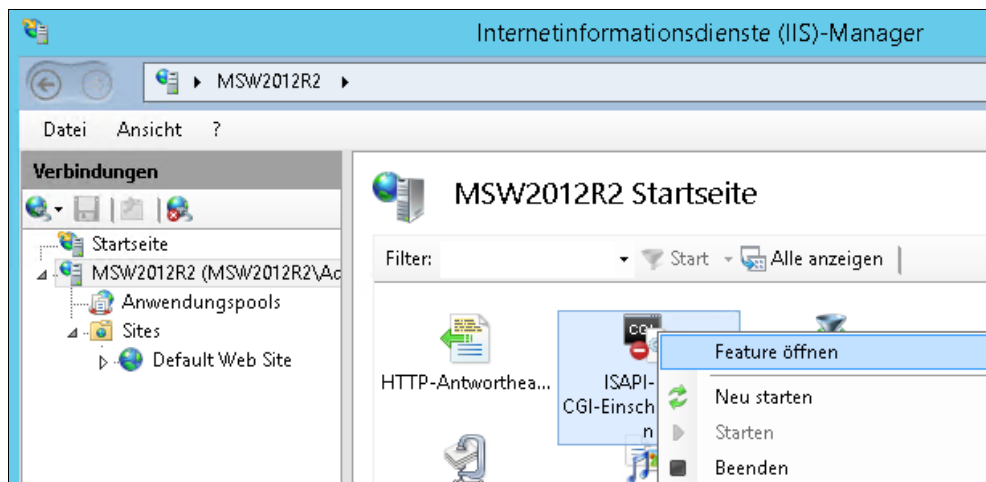 Internetinformationsdienste (IIS)-Manager
MSW2012R2
Datei Ansicht ?
Verbindungen
Startseite
MSW2012R2 (MSW2012R2\Ac
Anwendungspools
Sites
Default Web Site
MSW2012R2 Startseite
Filter: Start Alle anzeigen
HTTP-Antworthea...
CGI
ISAPI-
CGI-Einsch
n
Feature öffnen
Neu starten
Starten
Beenden